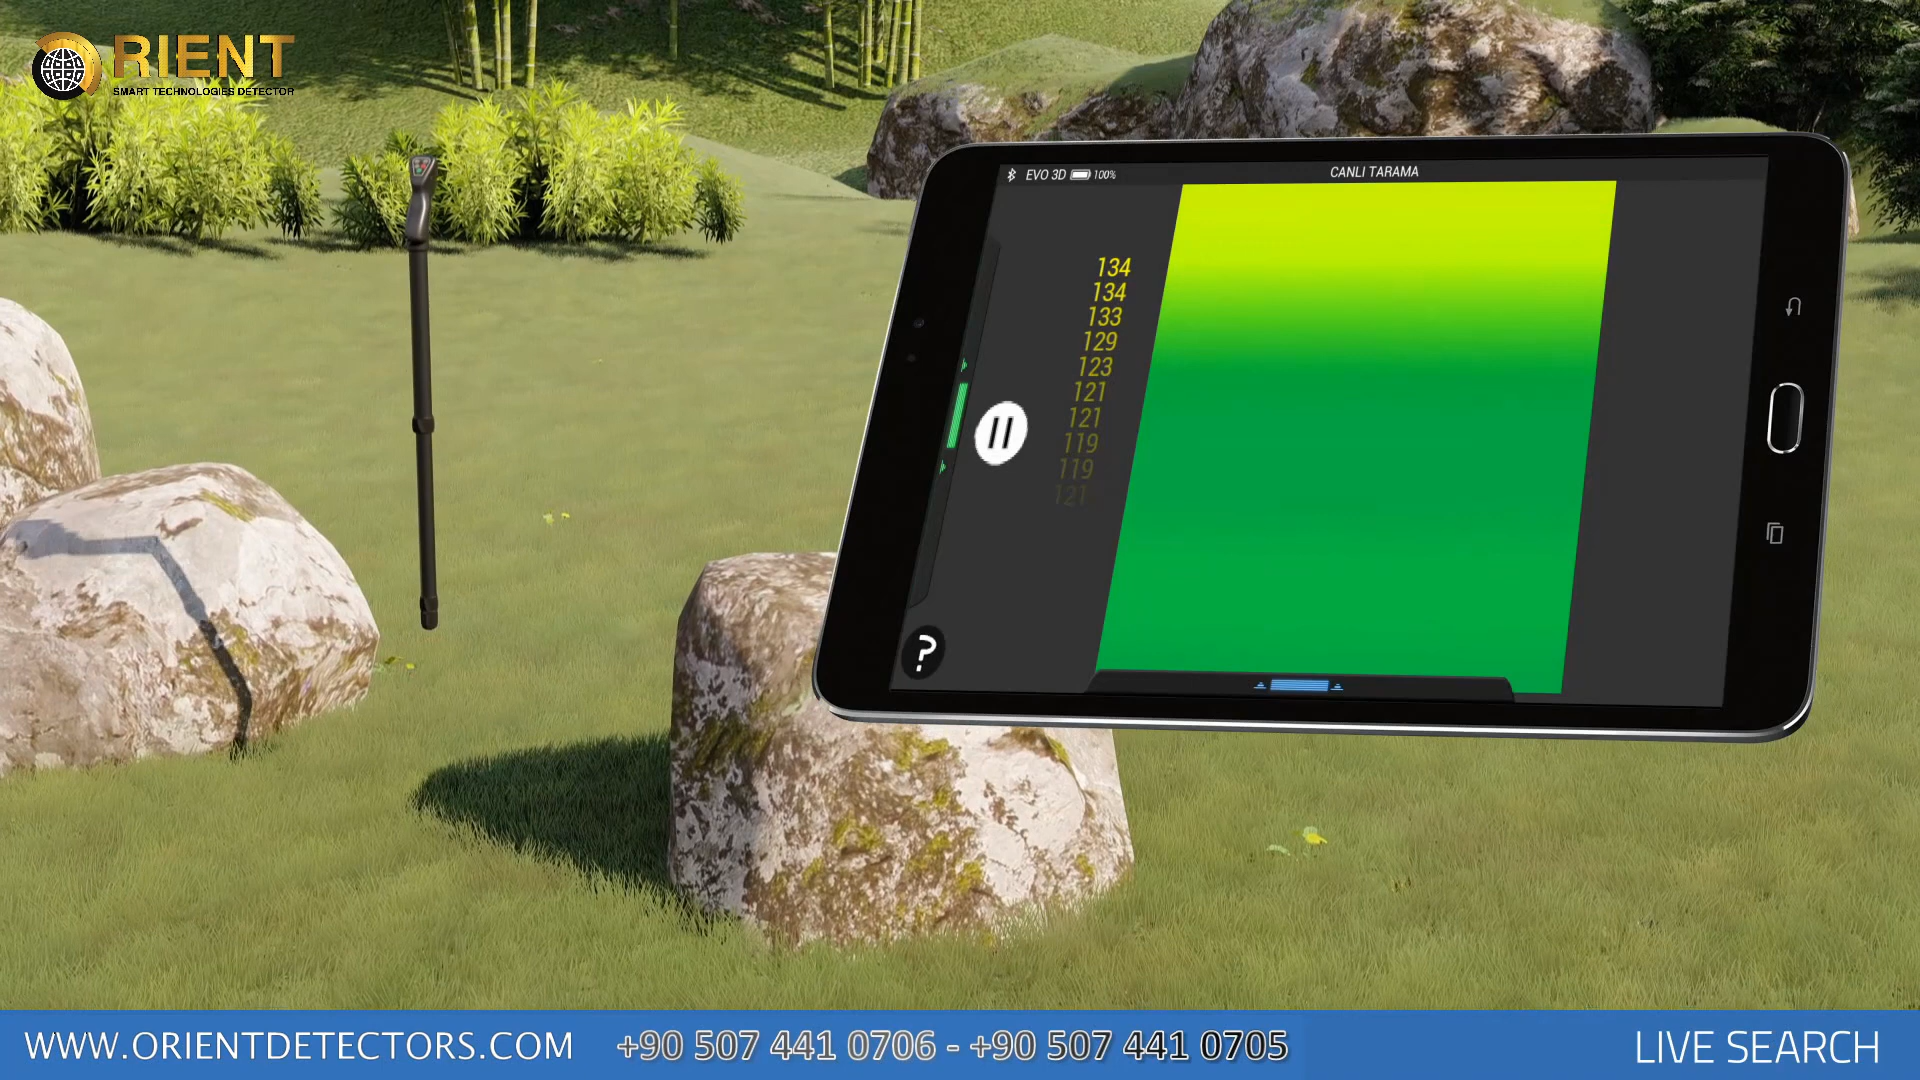 ORIENT
SMART TECHNOLOGIES DETECTOR
EVO 3D 100%
CANLI TARAMA
134
134
133
129
123
121
121
119
119
121
?
WWW.ORIENTDETECTORS.COM +90 507 441 0706 - +90 507 441 0705 LIVE SEARCH